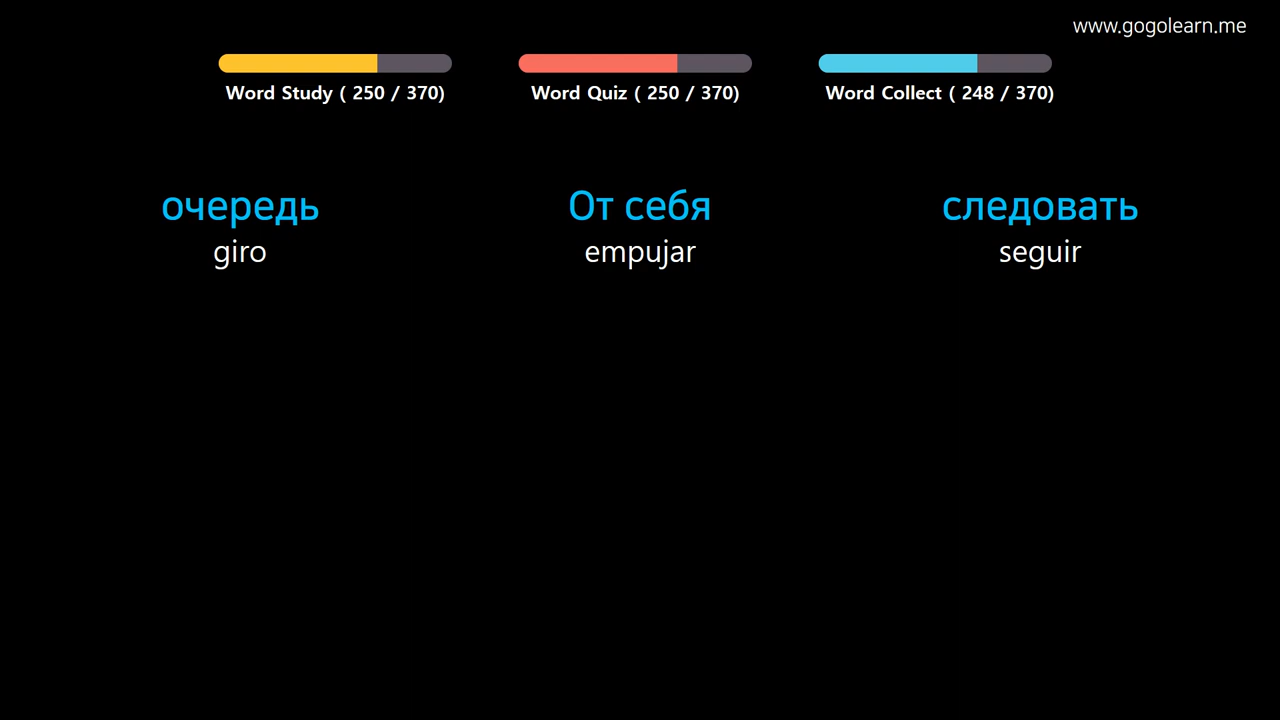 www.gogolearn.me
Word Study ( 250 / 370)
Word Quiz ( 250 / 370)
Word Collect ( 248 / 370)
очередь
giro
От себя
empujar
следовать
seguir